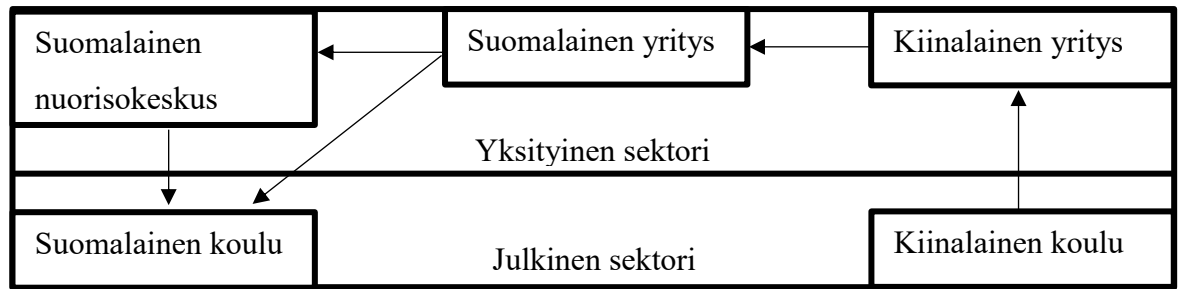 Suomalainen
nuorisokeskus
Suomalainen yritys
Kiinalainen yritys
Yksityinen sektori
Suomalainen koulu
Julkinen sektori
Kiinalainen koulu